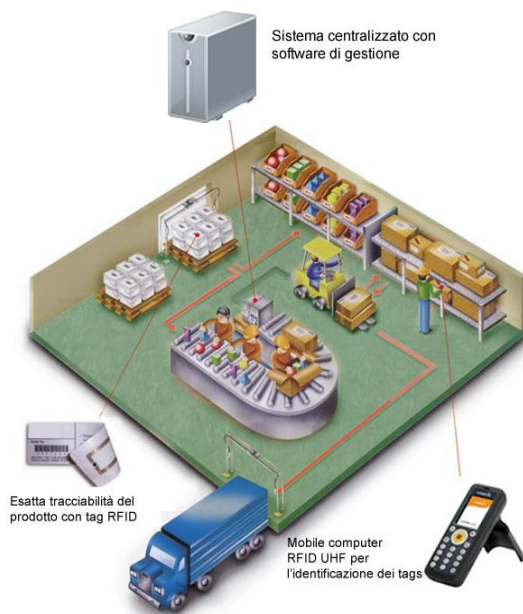 Sistema centralizzato con
software di gestione
Esatta tracciabilità del
prodotto con tag RFID
Mobile computer
RFID UHF per
l'identificazione dei tags